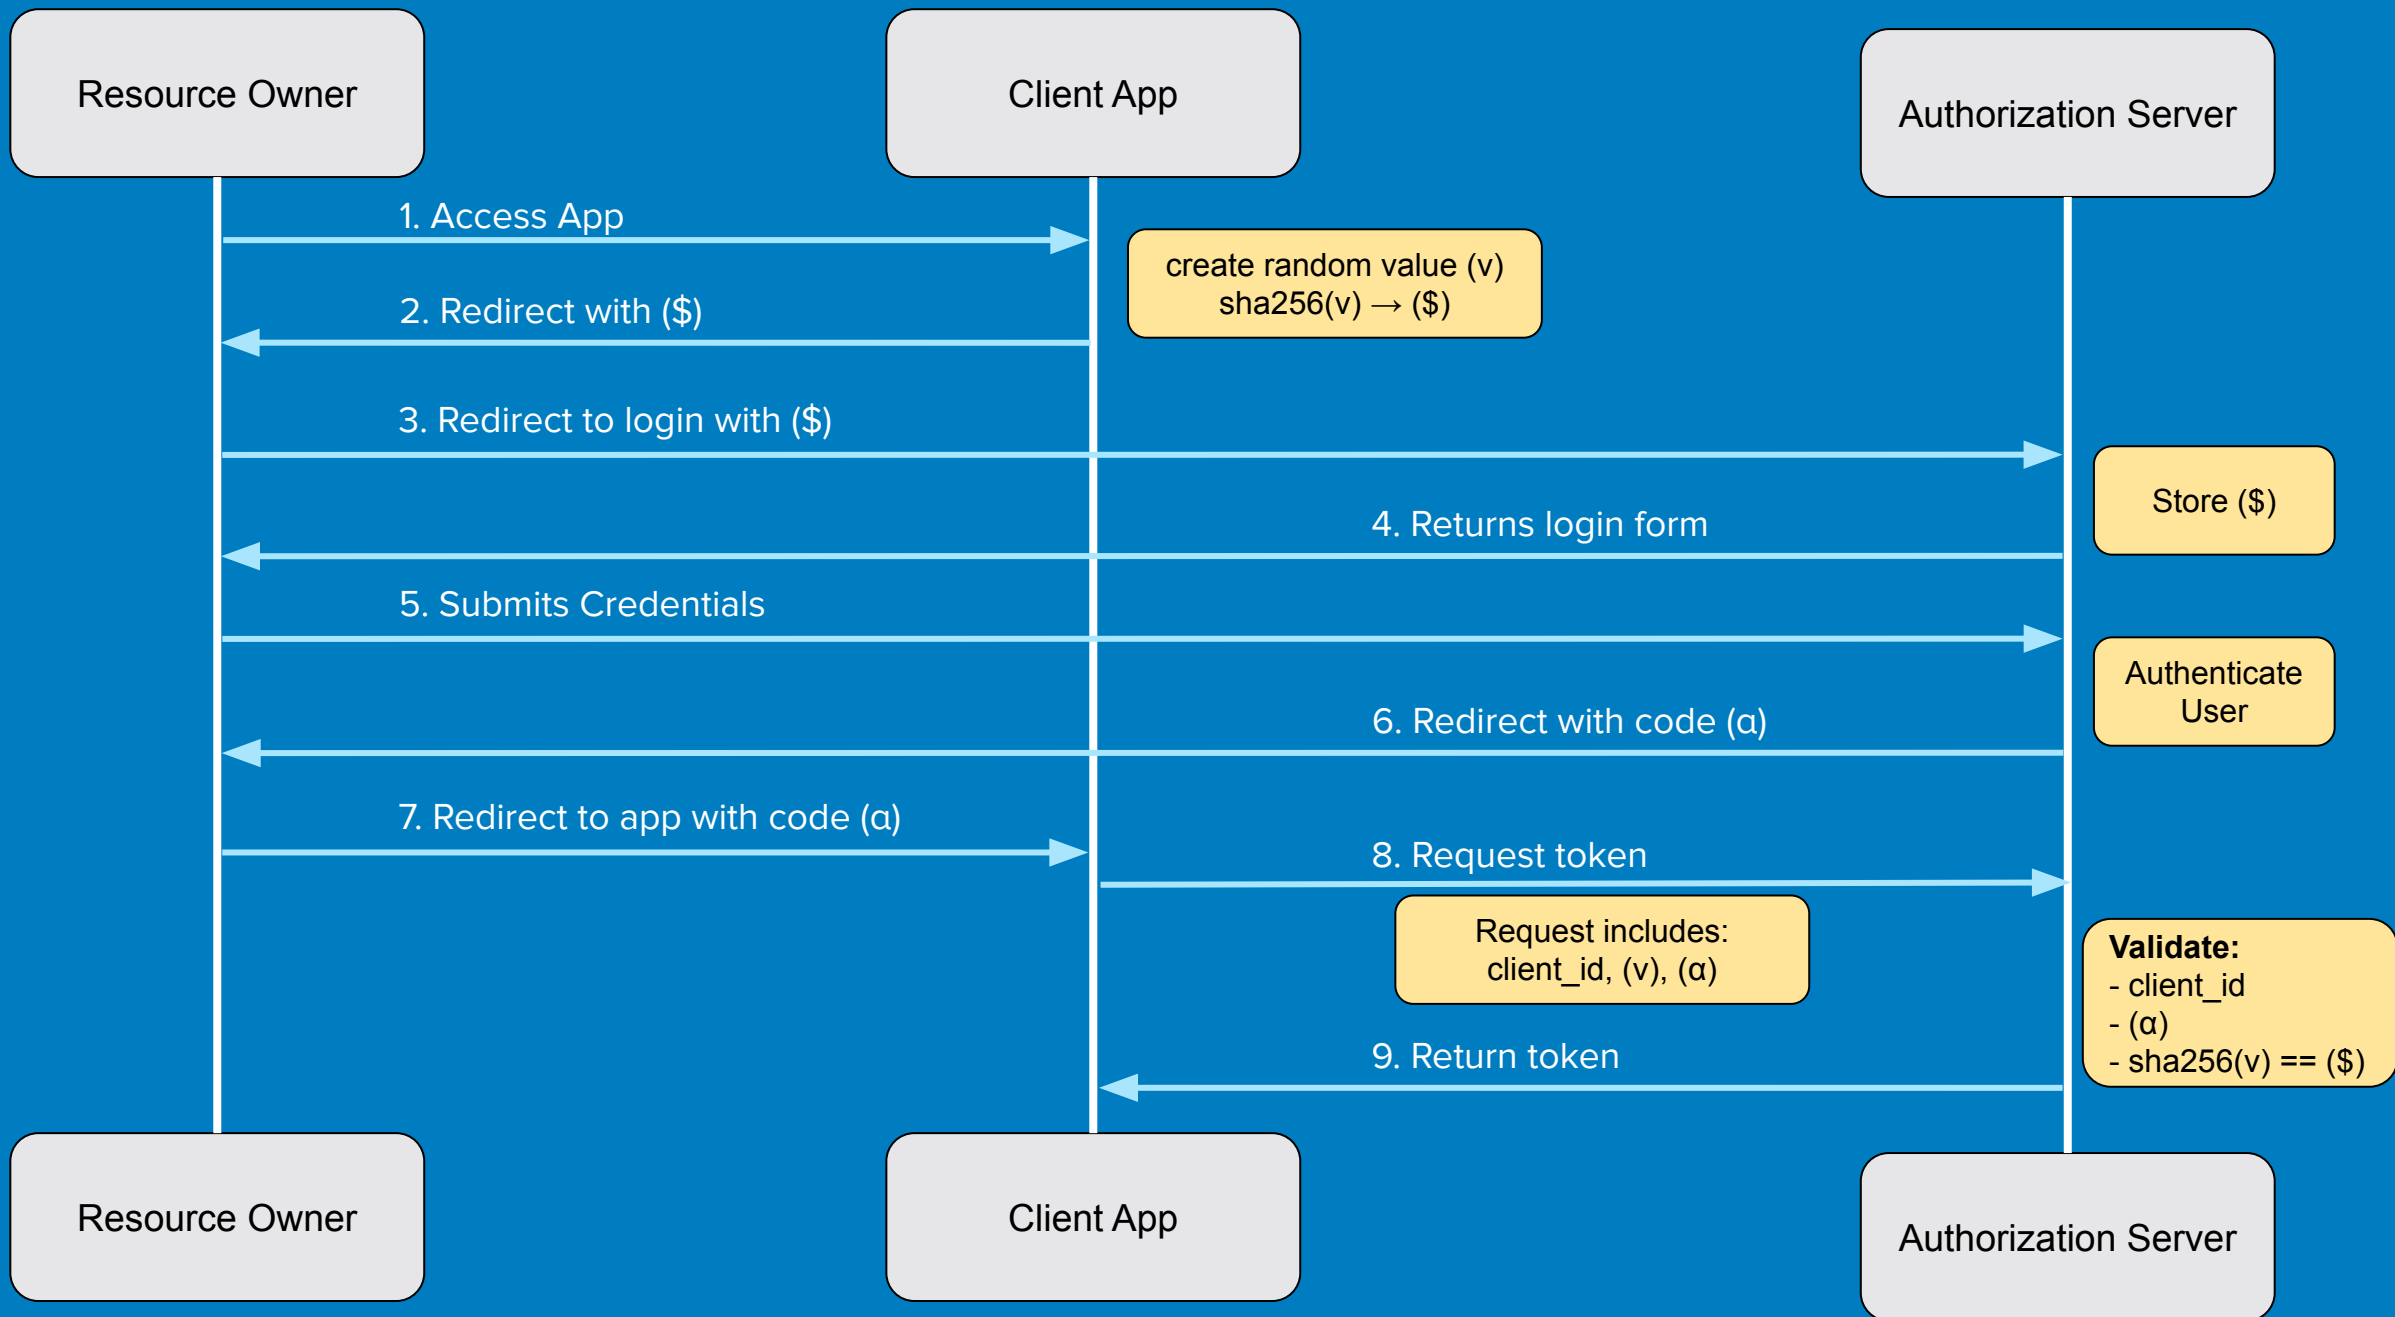 Resource Owner
Client App
Authorization Server
1. Access App
create random value (v)
sha256(v) → ($)
2. Redirect with ($)
3. Redirect to login with ($)
Store ($)
4. Returns login form
5. Submits Credentials
Authenticate
User
6. Redirect with code (α)
7. Redirect to app with code (α)
8. Request token
Request includes:
client_id, (v), (α)
Validate:
- client_id
- (α)
- sha256(v) == ($)
9. Return token
Resource Owner
Client App
Authorization Server